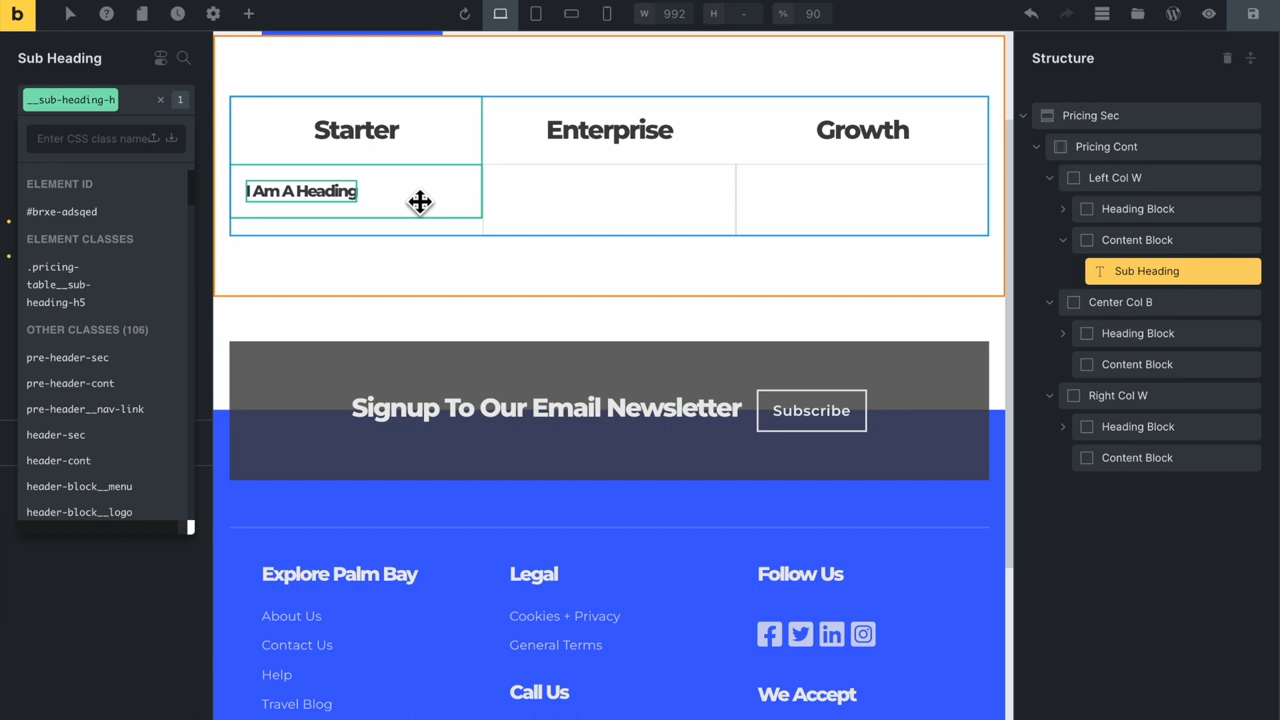 b
W 992 H - % 90
Sub Heading
__sub-heading-h × 1
Enter CSS class name
ELEMENT ID
#brxe-adsqed
ELEMENT CLASSES
.pricing-
table__sub-
heading-h5
OTHER CLASSES (106)
pre-header-sec
pre-header-cont
pre-header__nav-link
header-sec
header-cont
header-block__menu
header-block__logo
Starter
Enterprise
Growth
I Am A Heading
Signup To Our Email Newsletter
Subscribe
Explore Palm Bay
About Us
Contact Us
Help
Travel Blog
Legal
Cookies + Privacy
General Terms
Call Us
Follow Us
We Accept
Structure
Pricing Sec
Pricing Cont
Left Col W
Heading Block
Content Block
Sub Heading
Center Col B
Heading Block
Content Block
Right Col W
Heading Block
Content Block